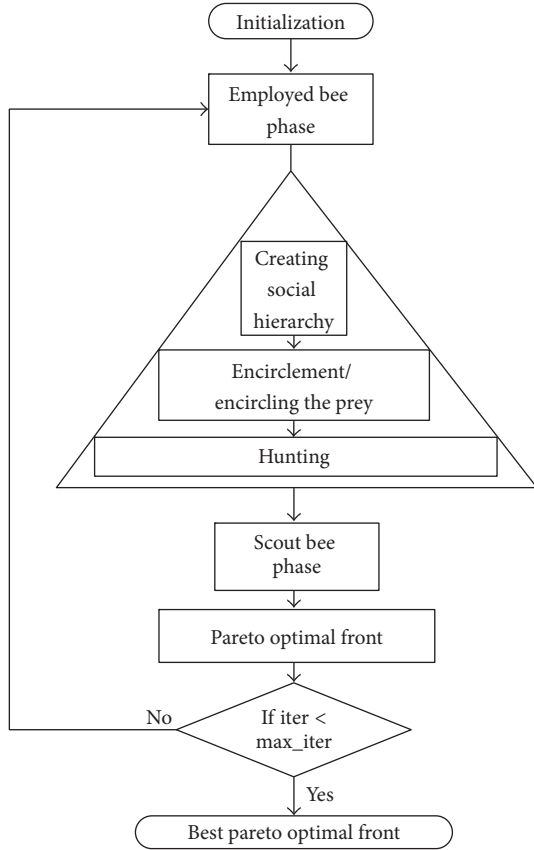 Initialization
Employed bee
phase
Creating
social
hierarchy
Encirclement/
encircling the prey
Hunting
Scout bee
phase
Pareto optimal front
If iter <
max_iter
No
Yes
Best pareto optimal front